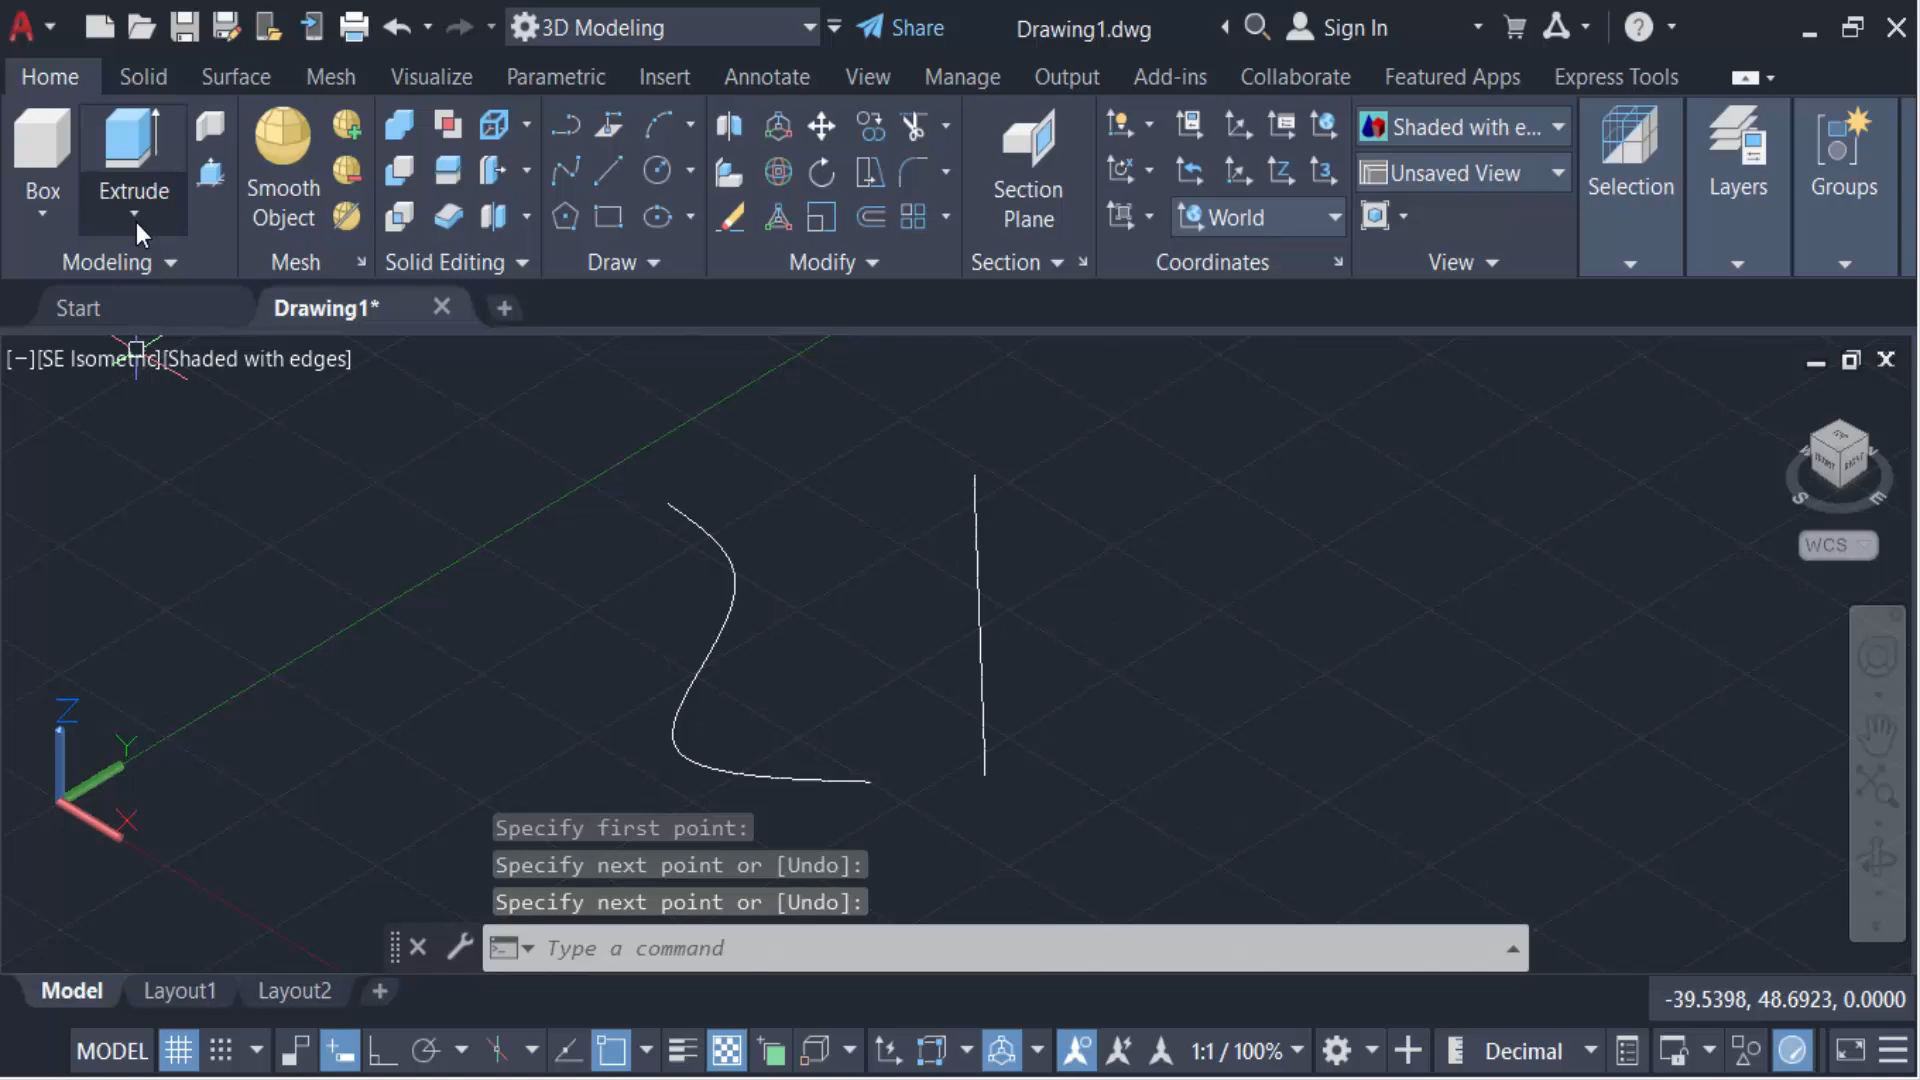 3D Modeling
Share
Drawing1.dwg
Sign In
Home Solid Surface Mesh Visualize Parametric Insert Annotate View Manage Output Add-ins Collaborate Featured Apps Express Tools
Box
Extrude
Smooth
Object
Section
Plane
Shaded with e...
Unsaved View
World
Selection
Layers
Groups
Modeling
Mesh
Solid Editing
Draw
Modify
Section
Coordinates
View
Start
Drawing1*
[−][SE Isometric][Shaded with edges]
S
E
WCS
Z
Y
X
Specify first point:
Specify next point or [Undo]:
Specify next point or [Undo]:
Type a command
Model Layout1 Layout2
-39.5398, 48.6923, 0.0000
MODEL
1:1 / 100%
Decimal